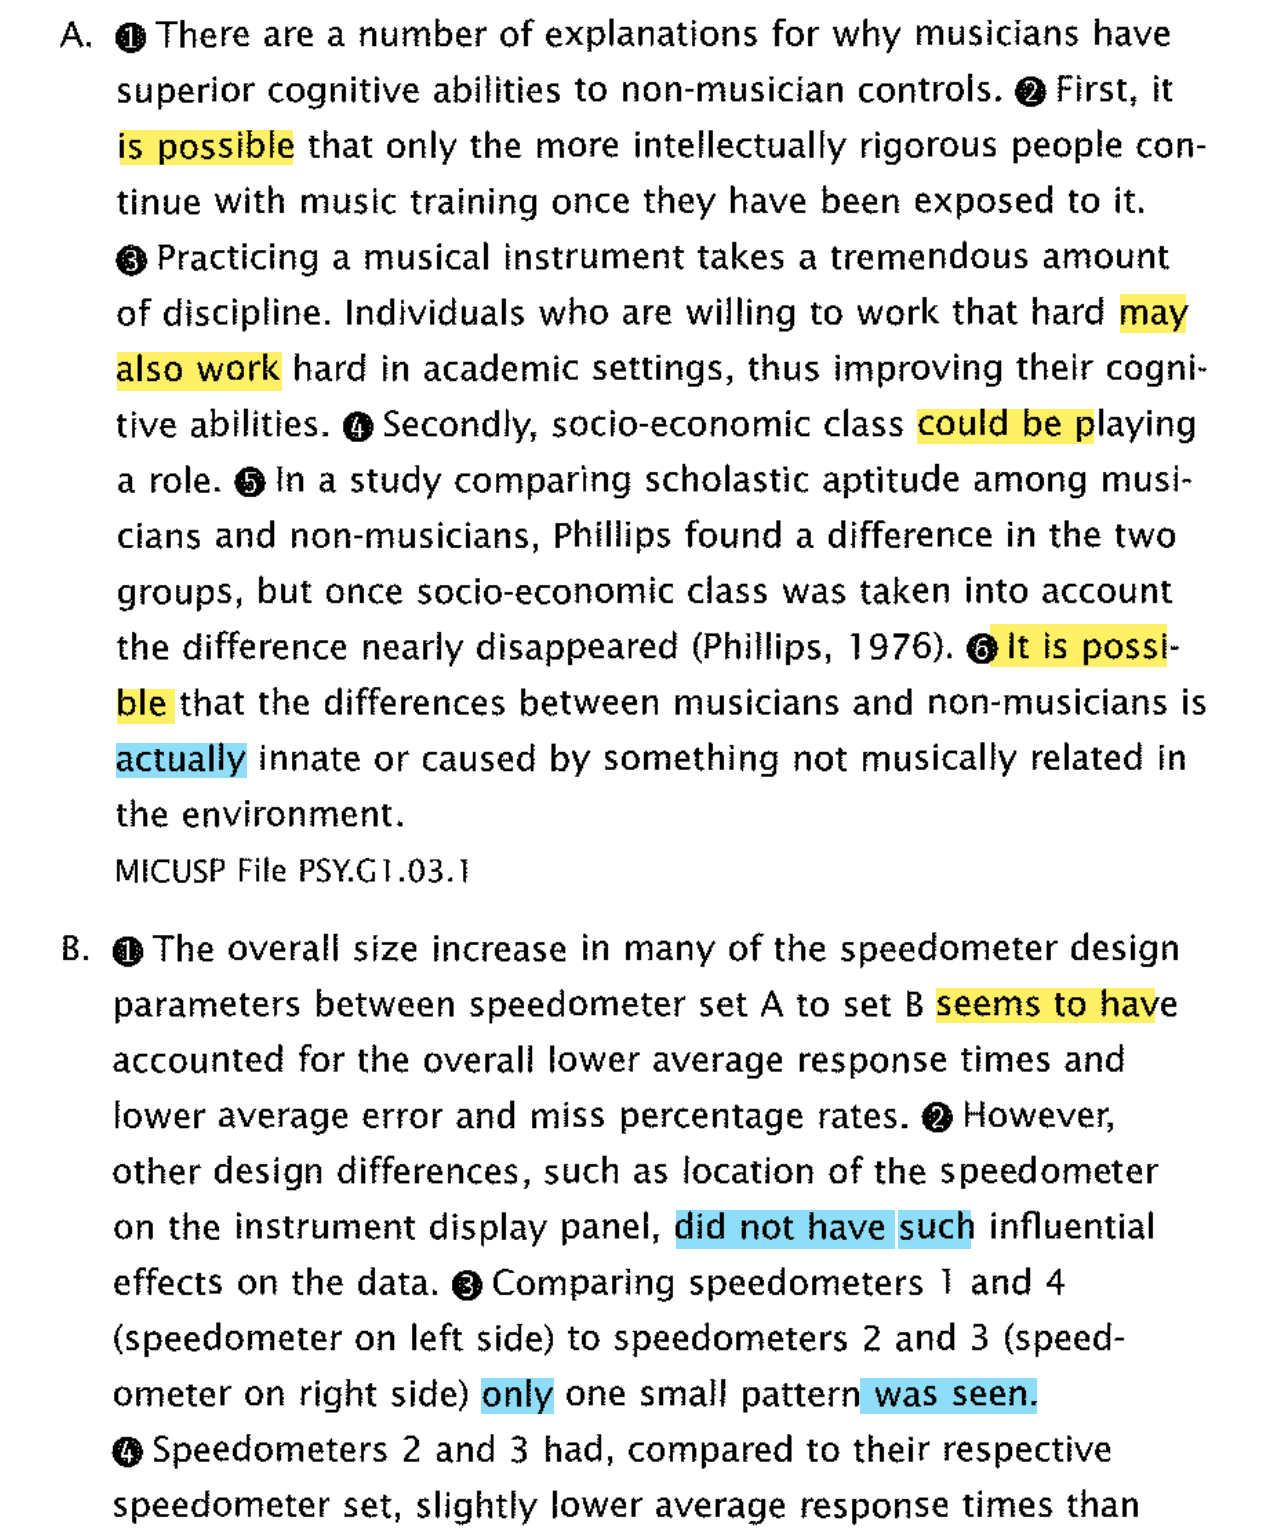 A. ❶ There are a number of explanations for why musicians have
superior cognitive abilities to non-musician controls. ❷ First, it
is possible that only the more intellectually rigorous people con-
tinue with music training once they have been exposed to it.
❸ Practicing a musical instrument takes a tremendous amount
of discipline. Individuals who are willing to work that hard may
also work hard in academic settings, thus improving their cogni-
tive abilities. ❹ Secondly, socio-economic class could be playing
a role. ❺ In a study comparing scholastic aptitude among musi-
cians and non-musicians, Phillips found a difference in the two
groups, but once socio-economic class was taken into account
the difference nearly disappeared (Phillips, 1976). ❻ It is possi-
ble that the differences between musicians and non-musicians is
actually innate or caused by something not musically related in
the environment.
MICUSP File PSY.G1.03.1
B. ❶ The overall size increase in many of the speedometer design
parameters between speedometer set A to set B seems to have
accounted for the overall lower average response times and
lower average error and miss percentage rates. ❷ However,
other design differences, such as location of the speedometer
on the instrument display panel, did not have such influential
effects on the data. ❸ Comparing speedometers 1 and 4
(speedometer on left side) to speedometers 2 and 3 (speed-
ometer on right side) only one small pattern was seen.
❹ Speedometers 2 and 3 had, compared to their respective
speedometer set, slightly lower average response times than